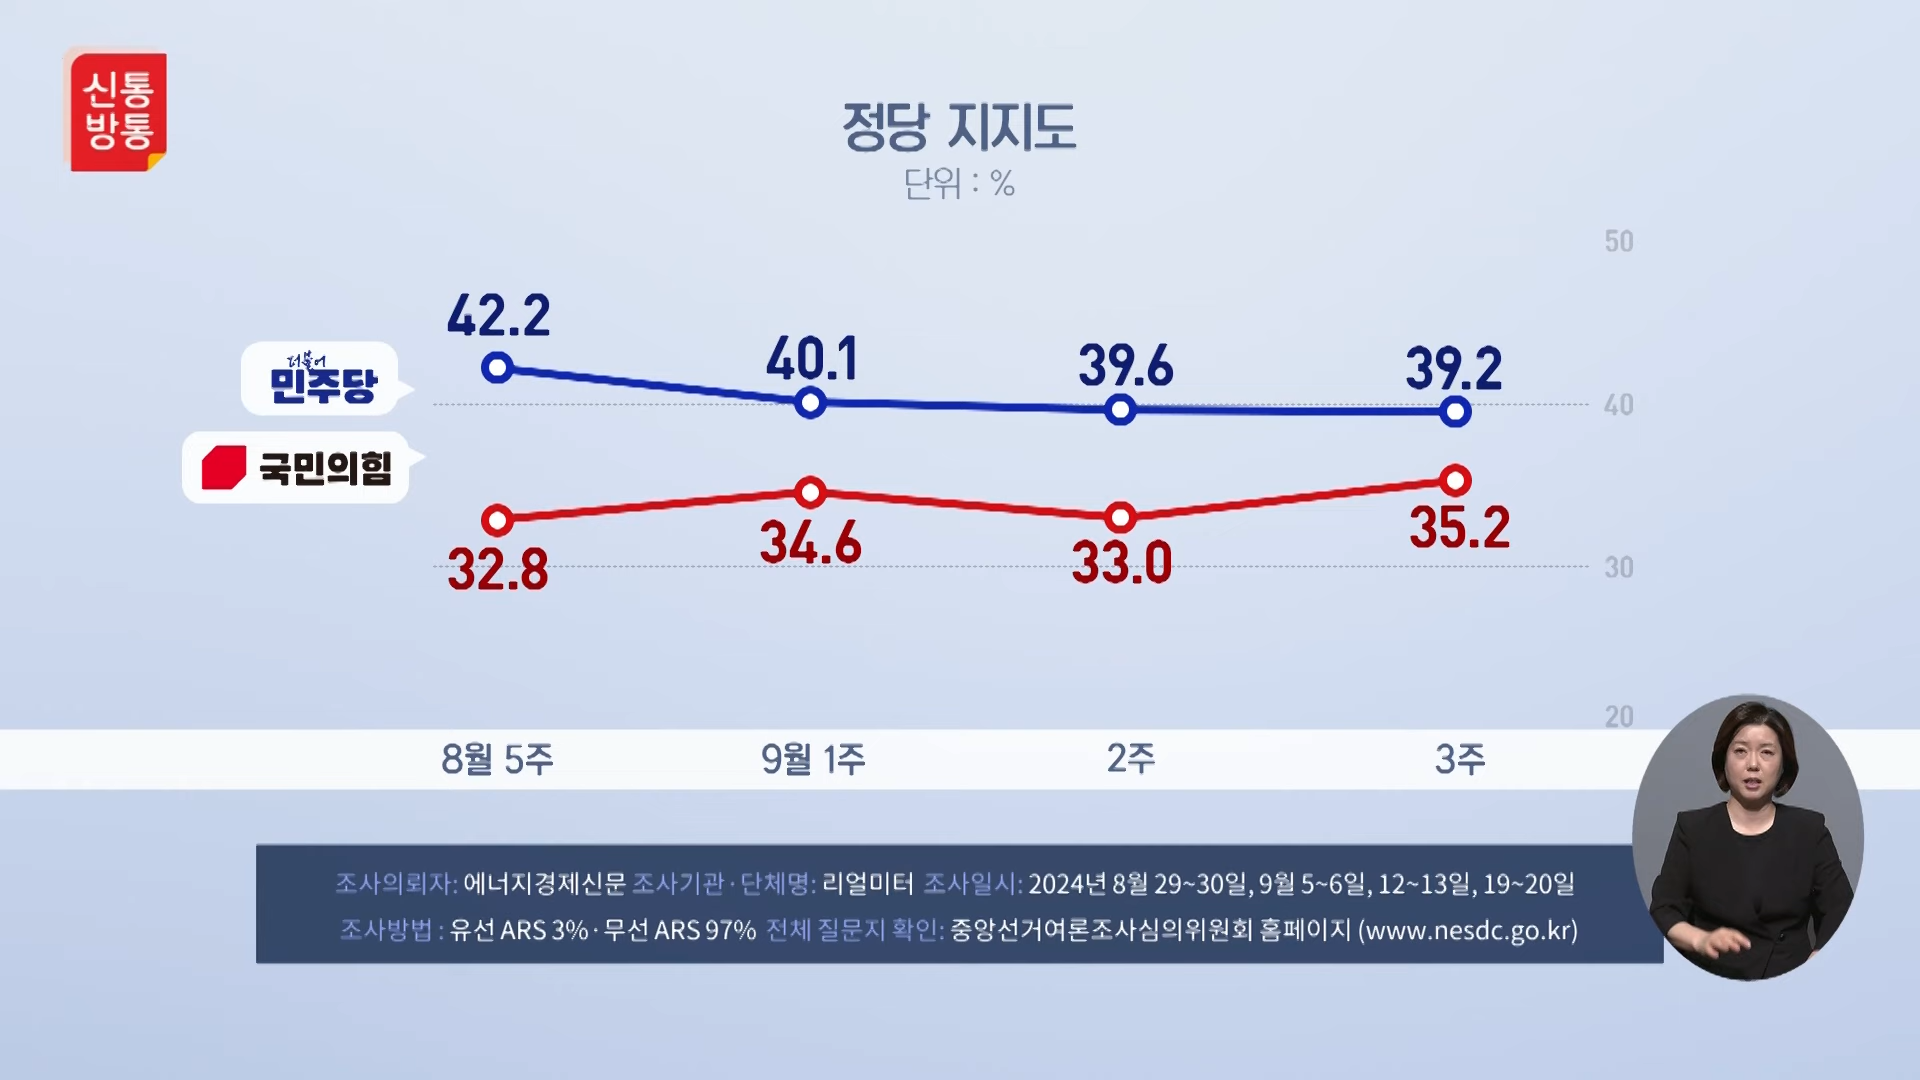 신통
방통
정당 지지도
단위 : %
50
42.2
40.1
39.6
39.2
더불어
민주당
40
국민의힘
32.8
34.6
33.0
35.2
30
20
8월 5주
9월 1주
2주
3주
조사의뢰자: 에너지경제신문 조사기관·단체명: 리얼미터 조사일시: 2024년 8월 29~30일, 9월 5~6일, 12~13일, 19~20일
조사방법 : 유선 ARS 3%·무선 ARS 97% 전체 질문지 확인: 중앙선거여론조사심의위원회 홈페이지 (www.nesdc.go.kr)